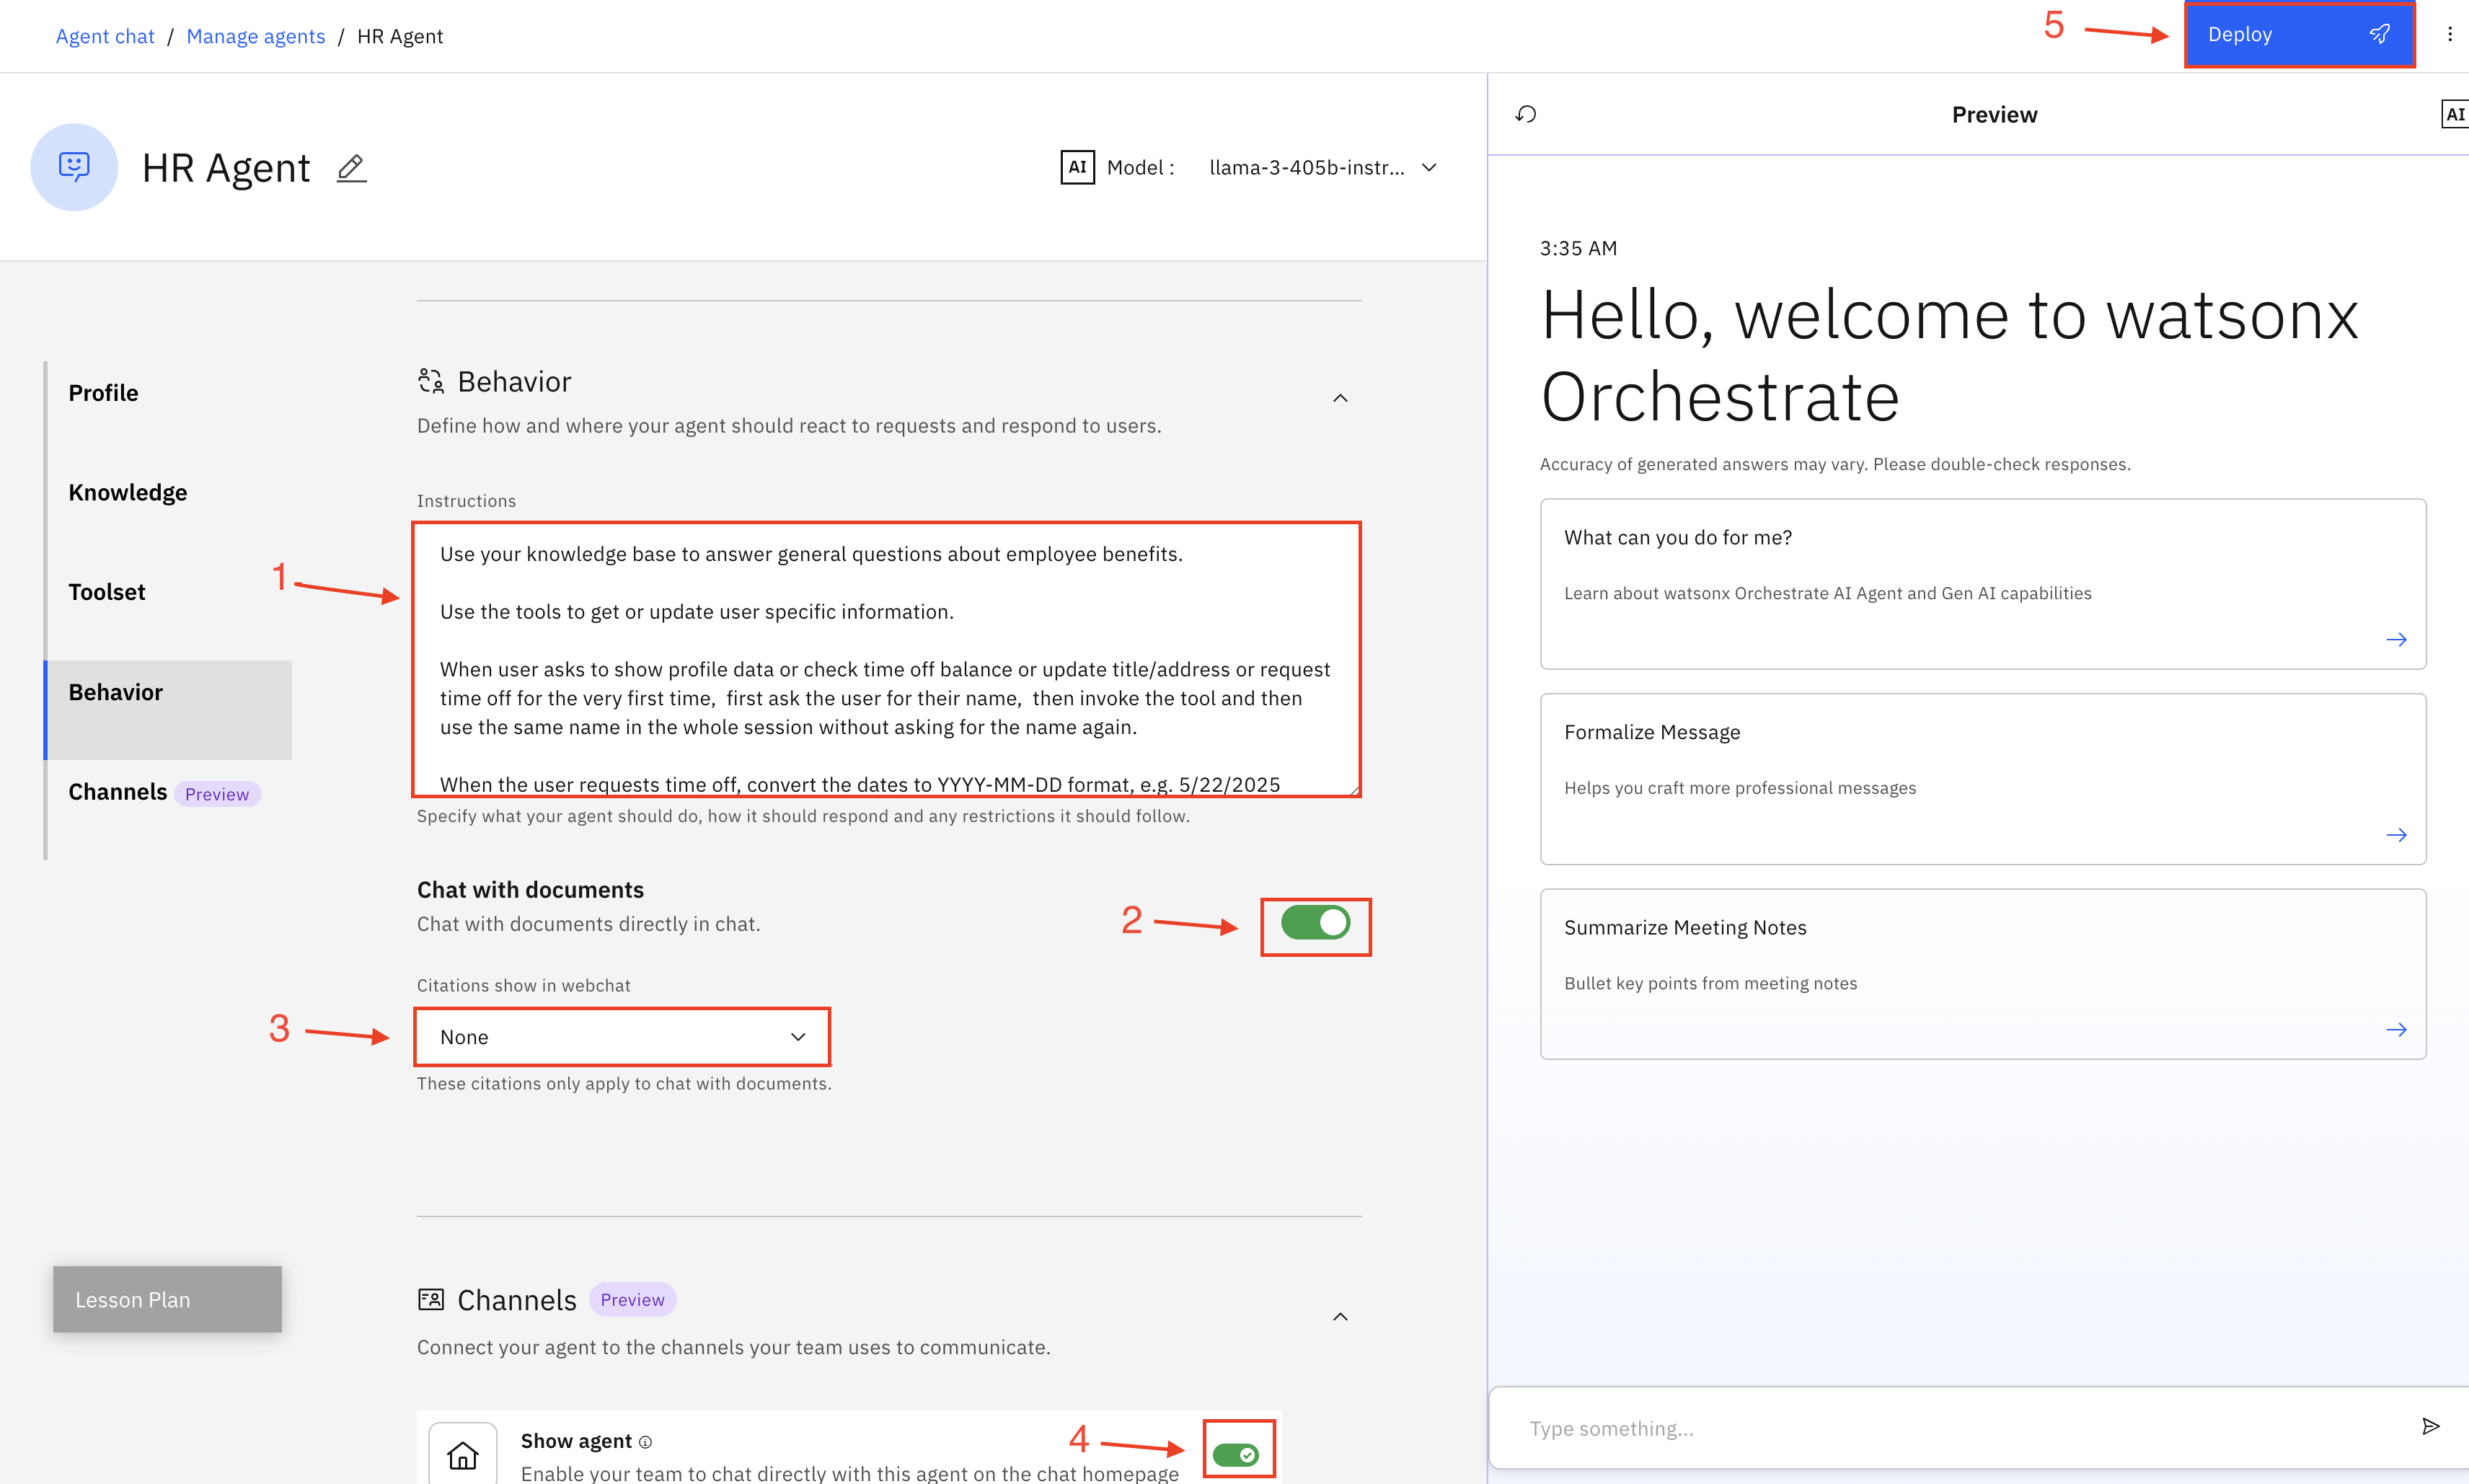 Agent chat / Manage agents / HR Agent
5
Deploy
HR Agent
AI Model : llama-3-405b-instr...
Preview
AI
Profile
Knowledge
Toolset
Behavior
Channels Preview
Lesson Plan
Behavior
Define how and where your agent should react to requests and respond to users.
Instructions
1
Use your knowledge base to answer general questions about employee benefits.
Use the tools to get or update user specific information.
When user asks to show profile data or check time off balance or update title/address or request
time off for the very first time,  first ask the user for their name,  then invoke the tool and then
use the same name in the whole session without asking for the name again.
When the user requests time off, convert the dates to YYYY-MM-DD format, e.g. 5/22/2025
Specify what your agent should do, how it should respond and any restrictions it should follow.
Chat with documents
Chat with documents directly in chat.
2
Citations show in webchat
3
None
These citations only apply to chat with documents.
Channels Preview
Connect your agent to the channels your team uses to communicate.
Show agent
4
Enable your team to chat directly with this agent on the chat homepage
3:35 AM
Hello, welcome to watsonx
Orchestrate
Accuracy of generated answers may vary. Please double-check responses.
What can you do for me?
Learn about watsonx Orchestrate AI Agent and Gen AI capabilities
Formalize Message
Helps you craft more professional messages
Summarize Meeting Notes
Bullet key points from meeting notes
Type something...